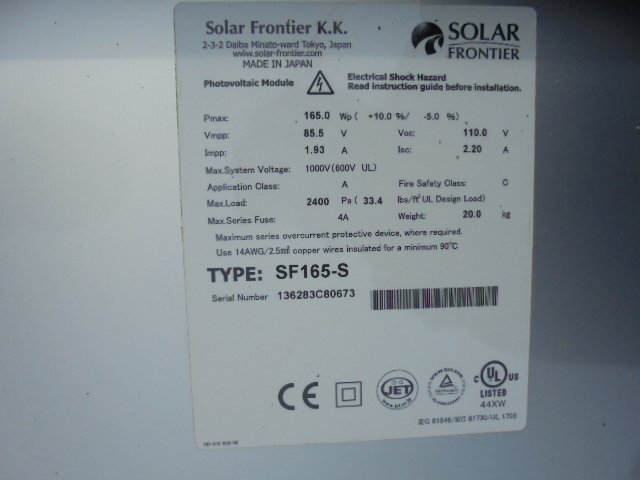 Solar Frontier K.K.
2-3-2 Daiba Minato-ward Tokyo, Japan
www.solar-frontier.com
MADE IN JAPAN
SOLAR
FRONTIER
Photovoltaic Module
Electrical Shock Hazard
Read instruction guide before installation.
Pmax: 165.0 Wp ( +10.0 %/ -5.0 %)
Vmpp: 85.5 V Voc: 110.0 V
Impp: 1.93 A Isc: 2.20 A
Max.System Voltage: 1000V(600V UL)
Application Class: A Fire Safety Class: C
Max.Load: 2400 Pa ( 33.4 lbs/ft² UL Design Load)
Max.Series Fuse: 4A Weight: 20.0 kg
Maximum series overcurrent protective device, where required.
Use 14AWG/2.5㎟ copper wires insulated for a minimum 90℃
TYPE: SF165-S
Serial Number 136283C80673
CE
JET
C UL US
LISTED
44XW
IEC 61646/IEC 61730/UL 1703